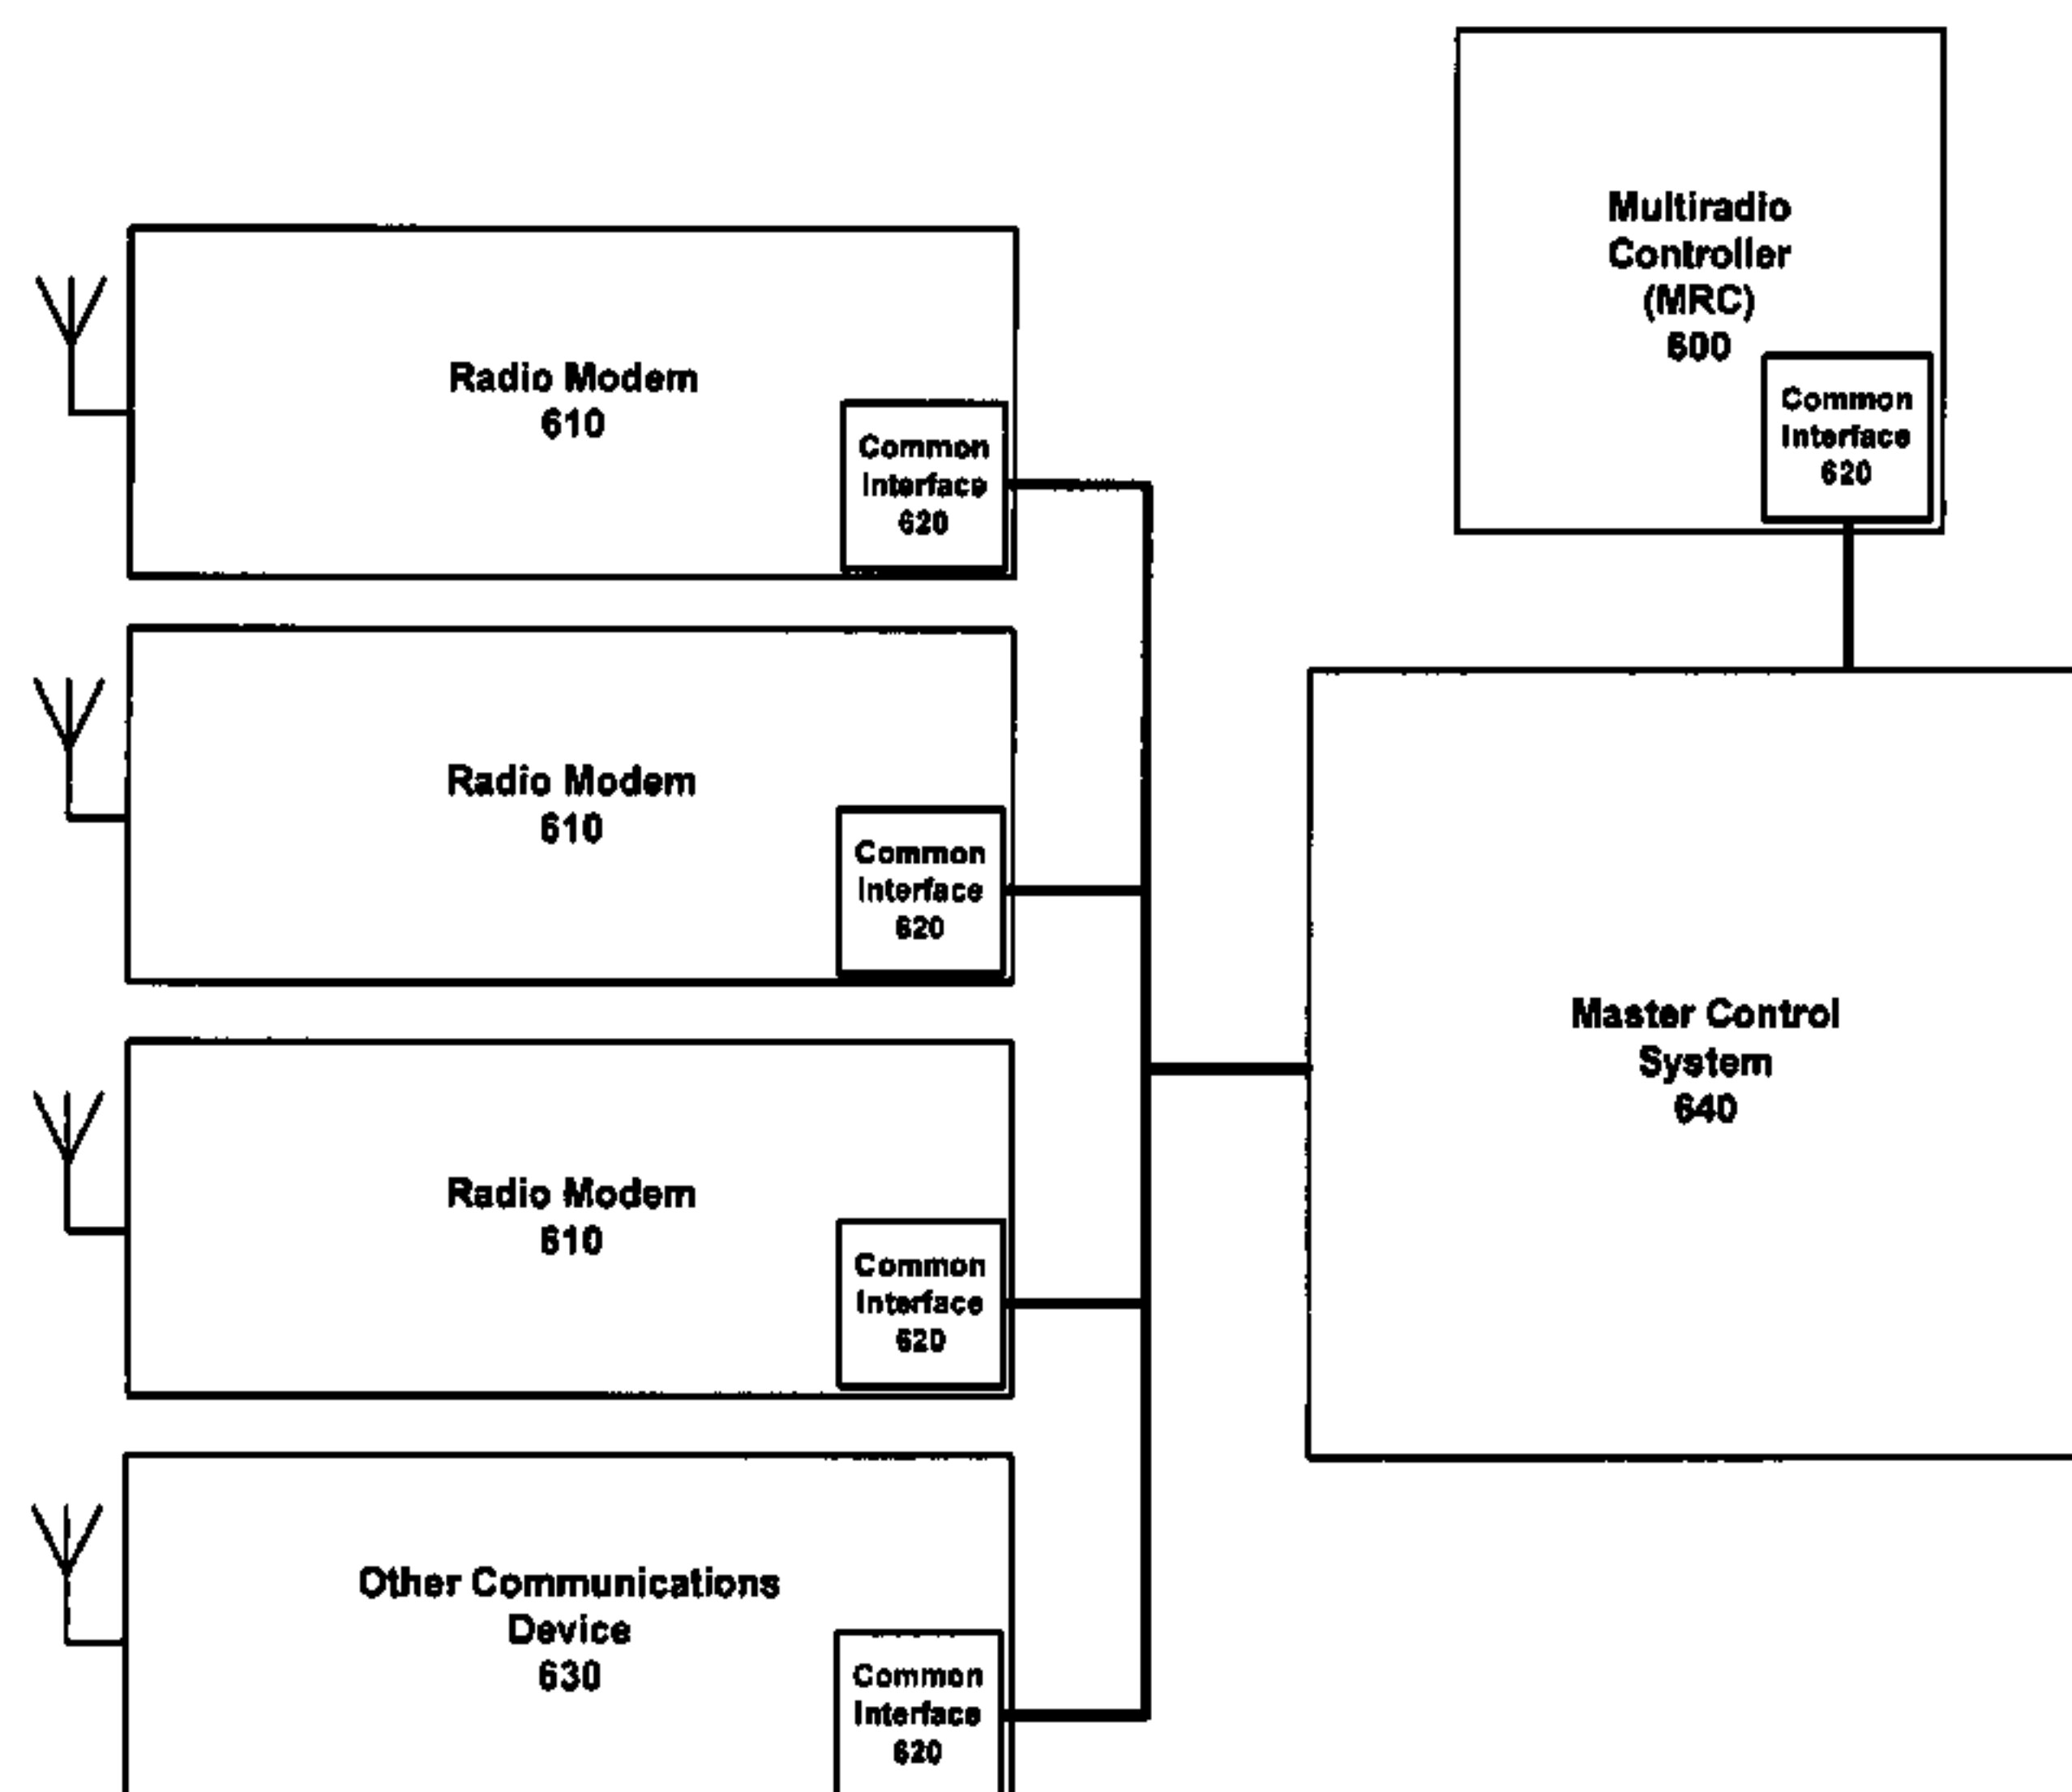 Multiradio
Controller
(MRC)
600
Common
Interface
620
Radio Modem
610
Common
Interface
620
Radio Modem
610
Common
Interface
620
Master Control
System
640
Radio Modem
610
Common
Interface
620
Other Communications
Device
630
Common
Interface
620